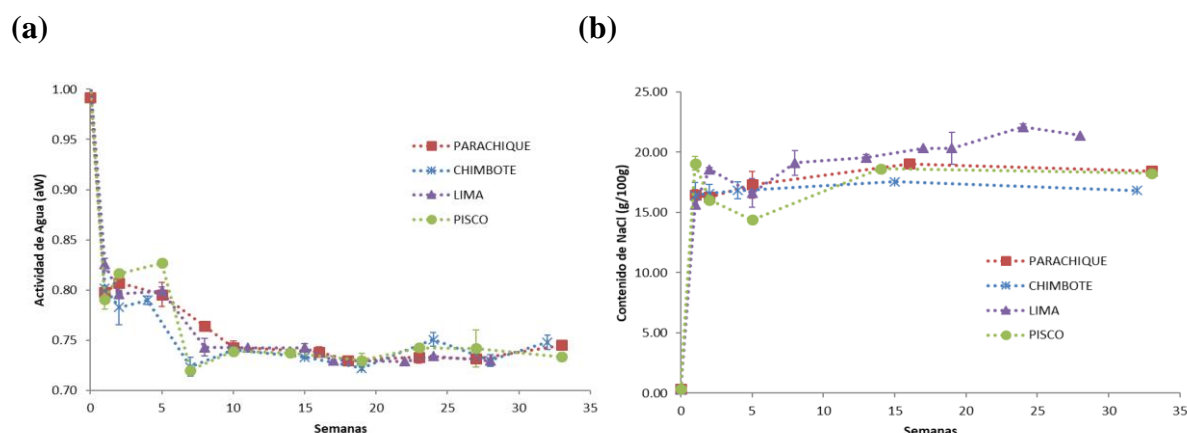 (a)
(b)
1.00
0.95
0.90
0.85
0.80
0.75
0.70
Actividad de Agua (aW)
PARACHIQUE
CHIMBOTE
LIMA
PISCO
0 5 10 15 20 25 30 35
Semanas
25.00
20.00
15.00
10.00
5.00
0.00
Contenido de NaCl (g/100g)
PARACHIQUE
CHIMBOTE
LIMA
PISCO
0 5 10 15 20 25 30 35
Semanas